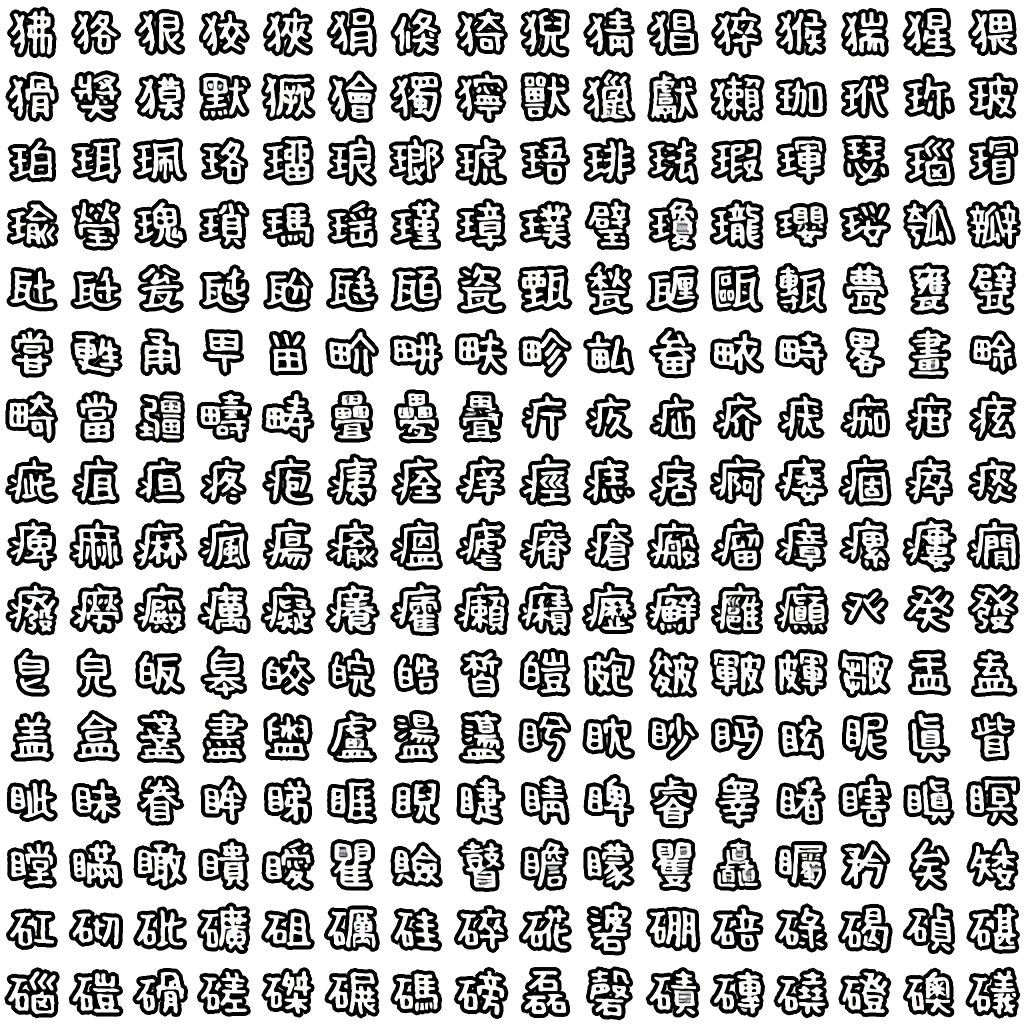 狒狢狠狡狹狷倏猗猊猜猖猝猴猯猩猥
猾獎獏默獗獪獨獰獸獵獻獺珈玳珎玻
珀珥珮珞璢琅瑯琥珸琲琺瑕琿瑟瑙瑁
瑜瑩瑰瑣瑪瑶瑾璋璞璧瓊瓏瓔珱瓠瓣
瓧瓩瓮瓲瓰瓱瓸瓷甄甃甅甌甎甍甕甓
甞甦甬甼畄畍畊畉畛畆畚畩畤畧畫畭
畸當疆疇畴疊疉疂疔疚疝疥疣痂疳痃
疵疽疸疼疱痍痊痒痙痣痞痾痿痼瘁痰
痺痲痳瘋瘍瘉瘟瘧瘠瘡瘢瘤瘴瘰瘻癇
癈癆癜癘癡癢癨癩癪癧癬癰癲癶癸發
皀皃皈皋皎皖皓皙皚皰皴皸皹皺盂盍
盖盒盞盡盥盧盪蘯盻眈眇眄眩眤眞眥
眦眛眷眸睇睚睨睫睛睥睿睾睹瞎瞋瞑
瞠瞞瞰瞶瞹瞿瞼瞽瞻矇矍矗矚矜矣矮
矼砌砒礦砠礪硅碎硴碆硼碚碌碣碵碪
碯磑磆磋磔碾碼磅磊磬磧磚磽磴礇礒